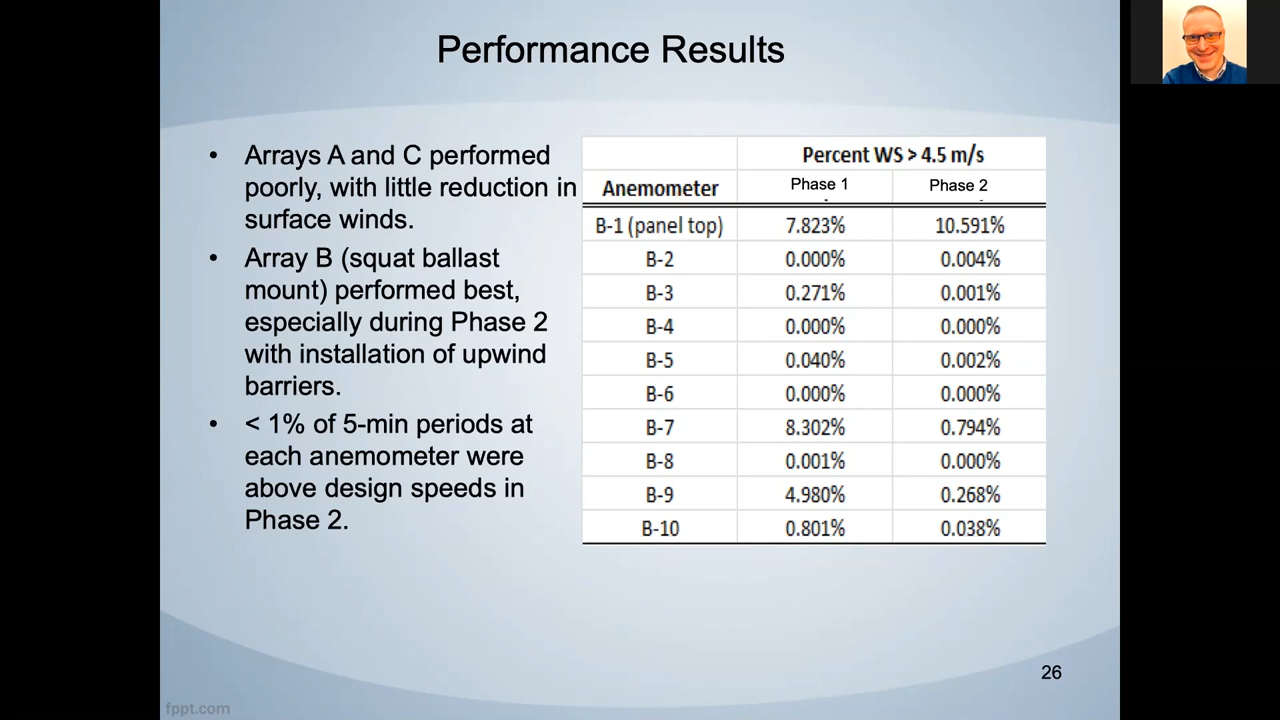 Performance Results
• Arrays A and C performed
poorly, with little reduction in
surface winds.
• Array B (squat ballast
mount) performed best,
especially during Phase 2
with installation of upwind
barriers.
• < 1% of 5-min periods at
each anemometer were
above design speeds in
Phase 2.
Percent WS > 4.5 m/s
Anemometer Phase 1 Phase 2
B-1 (panel top) 7.823% 10.591%
B-2 0.000% 0.004%
B-3 0.271% 0.001%
B-4 0.000% 0.000%
B-5 0.040% 0.002%
B-6 0.000% 0.000%
B-7 8.302% 0.794%
B-8 0.001% 0.000%
B-9 4.980% 0.268%
B-10 0.801% 0.038%
26
fppt.com